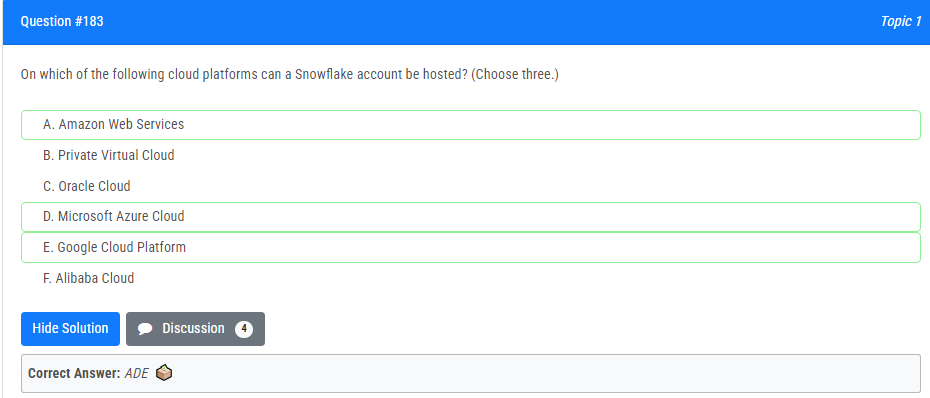 Question #183
Topic 1
On which of the following cloud platforms can a Snowflake account be hosted? (Choose three.)
A. Amazon Web Services
B. Private Virtual Cloud
C. Oracle Cloud
D. Microsoft Azure Cloud
E. Google Cloud Platform
F. Alibaba Cloud
Hide Solution
Discussion 4
Correct Answer: ADE